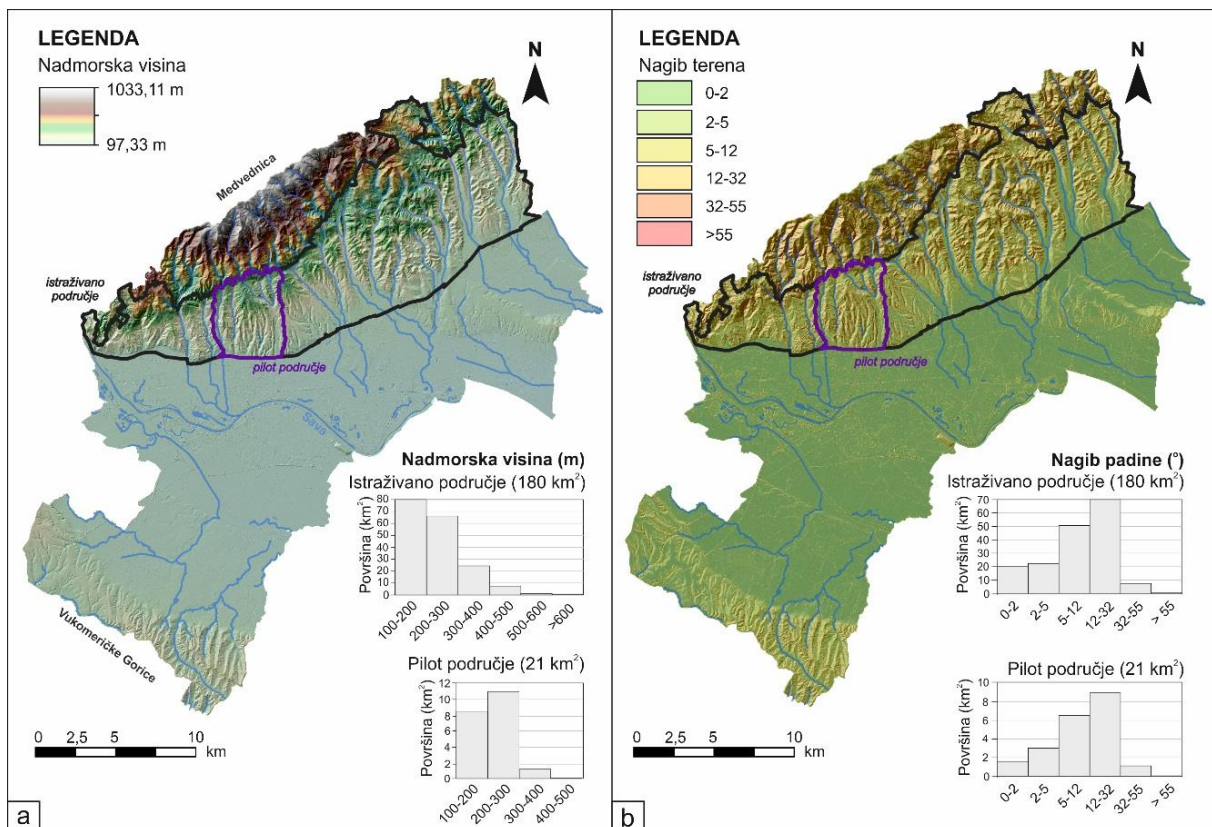 LEGENDA
Nadmorska visina
1033,11 m
97,33 m
N
Medvednica
istraživano
područje
pilot područje
Sava
Vukomeričke Gorice
Nadmorska visina (m)
Istraživano područje (180 km²)
Površina (km²)
80
70
60
50
40
30
20
10
0
100-200
200-300
300-400
400-500
500-600
>600
Pilot područje (21 km²)
Površina (km²)
12
10
8
6
4
2
0
100-200
200-300
300-400
400-500
0 2,5 5 10
km
a
LEGENDA
Nagib terena
0-2
2-5
5-12
12-32
32-55
>55
N
istraživano
područje
pilot područje
Nagib padine (°)
Istraživano područje (180 km²)
Površina (km²)
70
60
50
40
30
20
10
0
0-2
2-5
5-12
12-32
32-55
> 55
Pilot područje (21 km²)
Površina (km²)
10
8
6
4
2
0
0-2
2-5
5-12
12-32
32-55
> 55
0 2,5 5 10
km
b